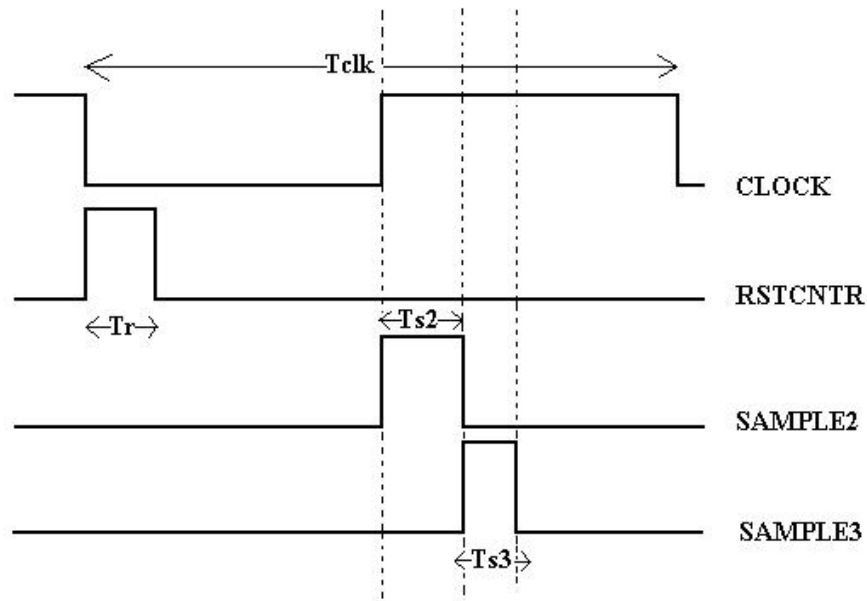 Tclk
CLOCK
RSTCNTR
Tr
Ts2
SAMPLE2
SAMPLE3
Ts3